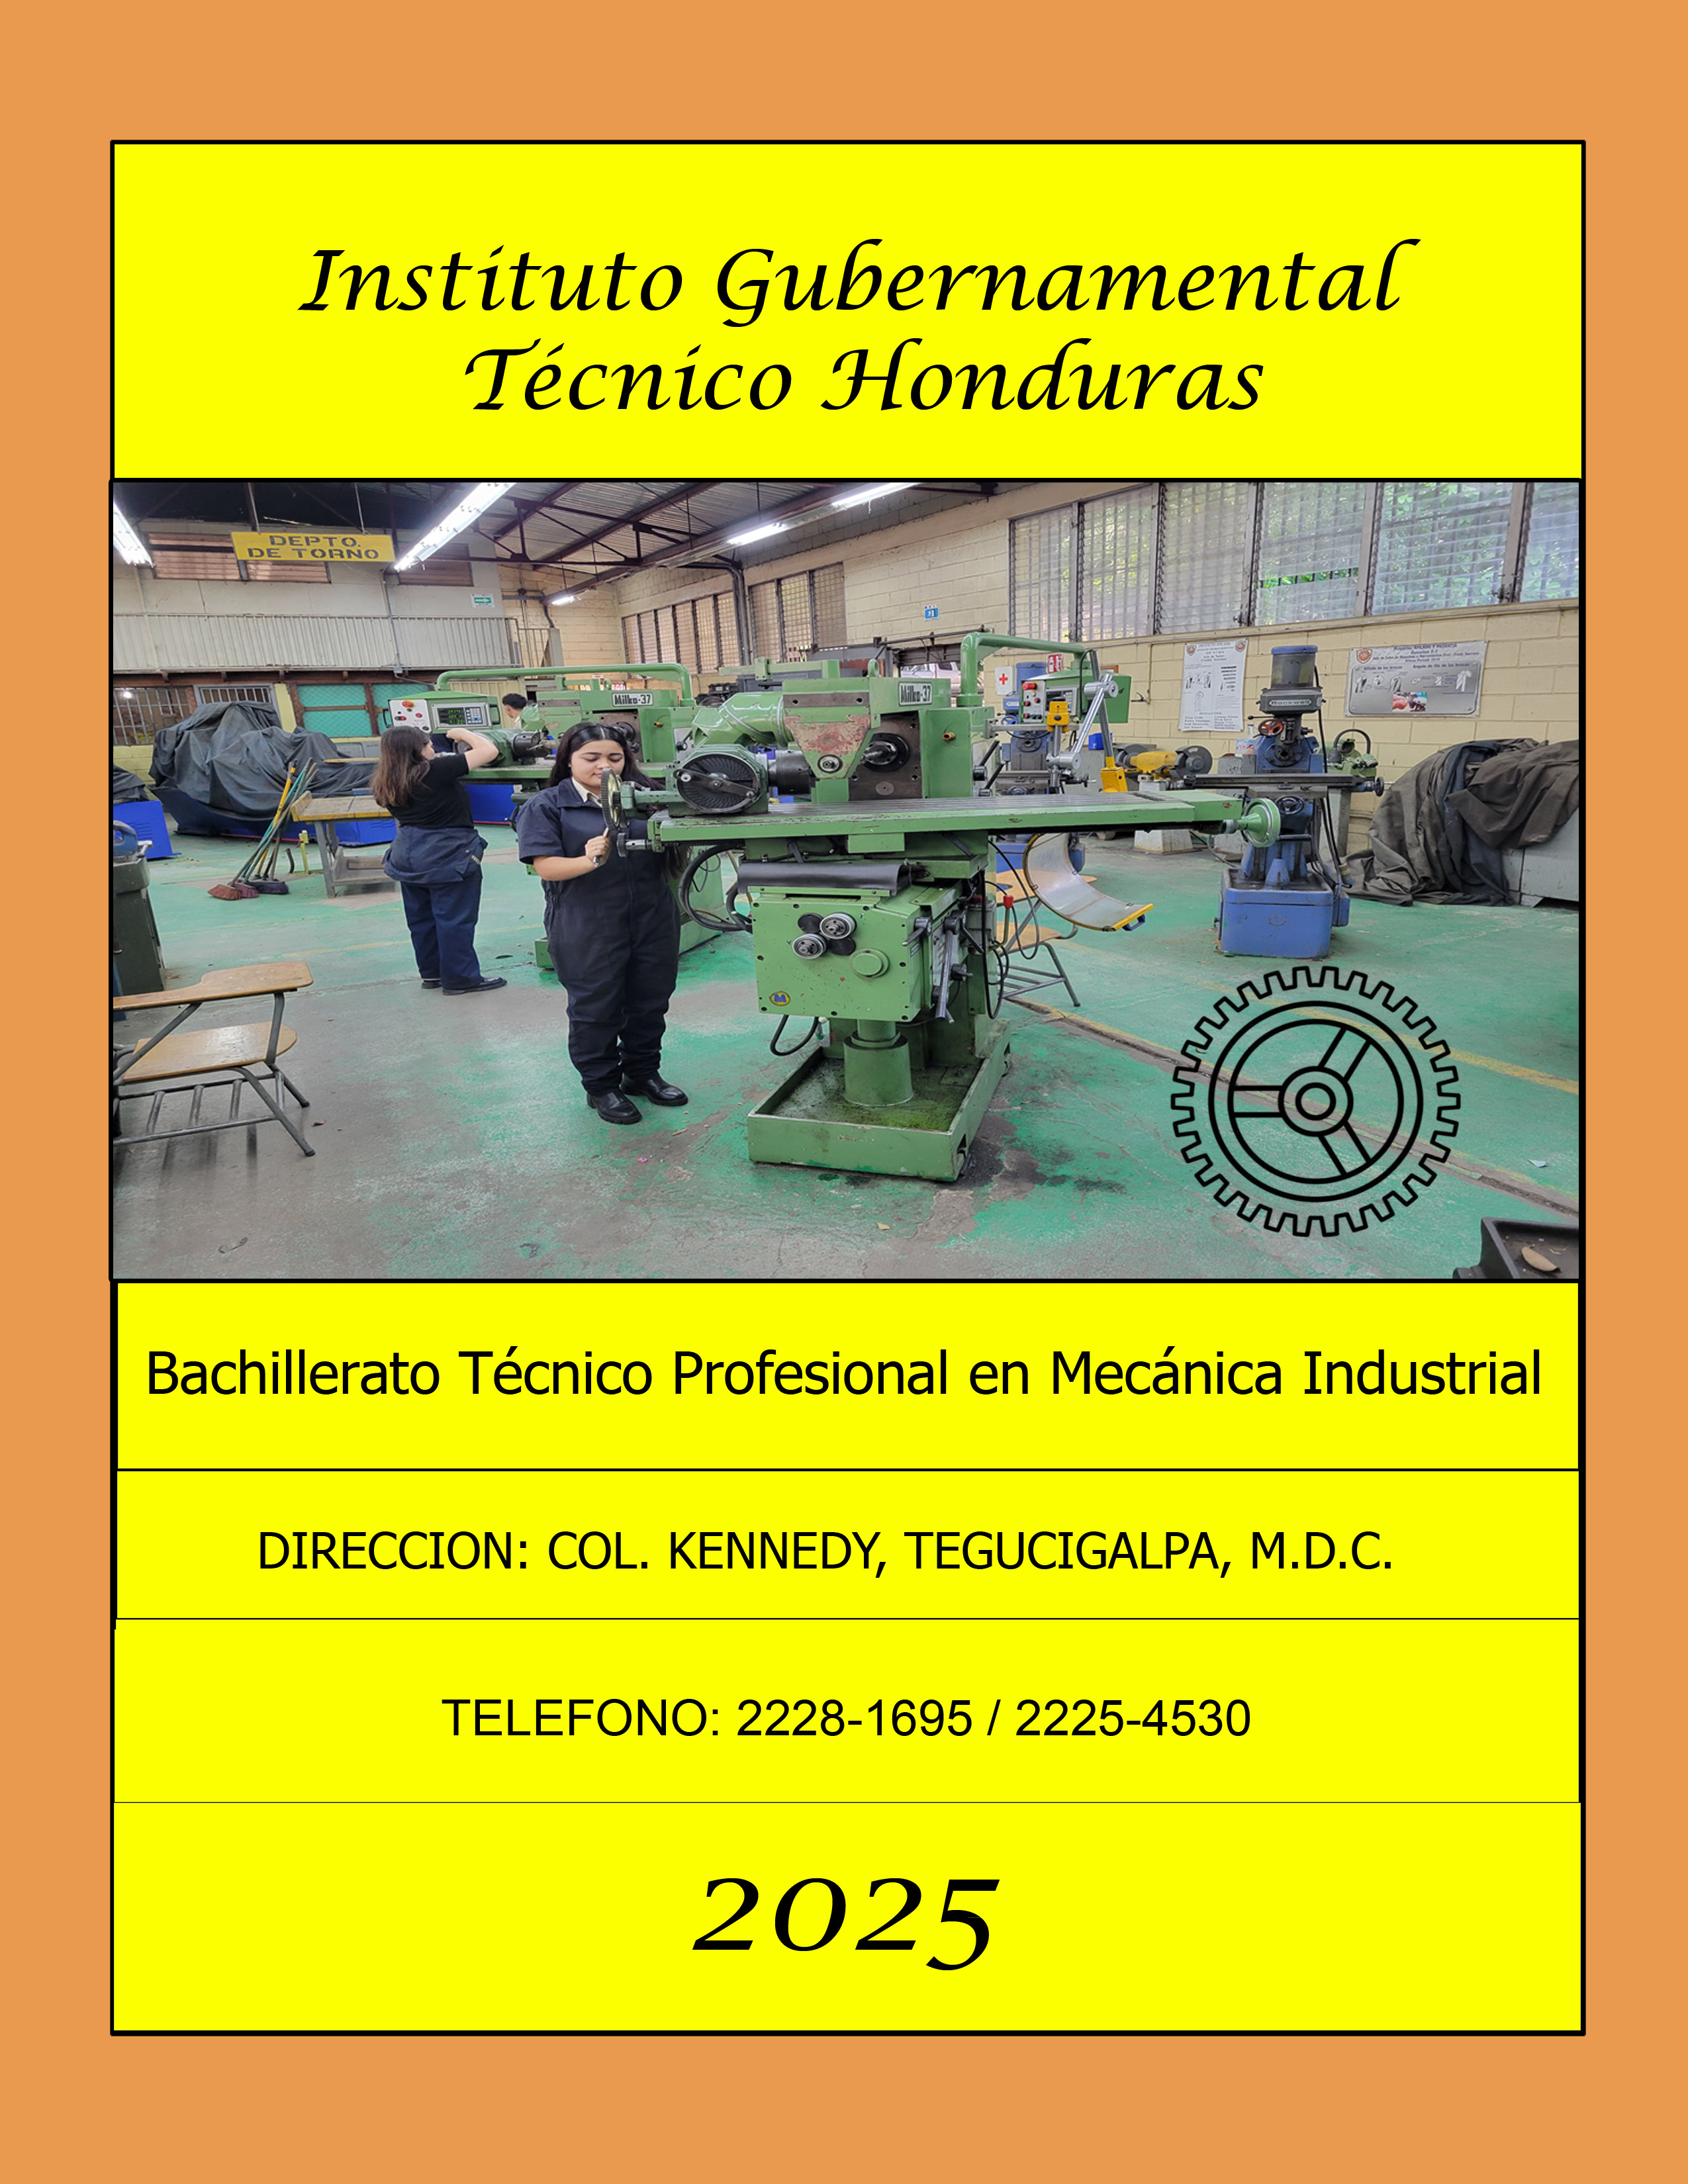 Instituto Gubernamental
Técnico Honduras
DEPTO.
DE TORNO
Milko-37
Milko-37
Bachillerato Técnico Profesional en Mecánica Industrial
DIRECCION: COL. KENNEDY, TEGUCIGALPA, M.D.C.
TELEFONO: 2228-1695 / 2225-4530
2025